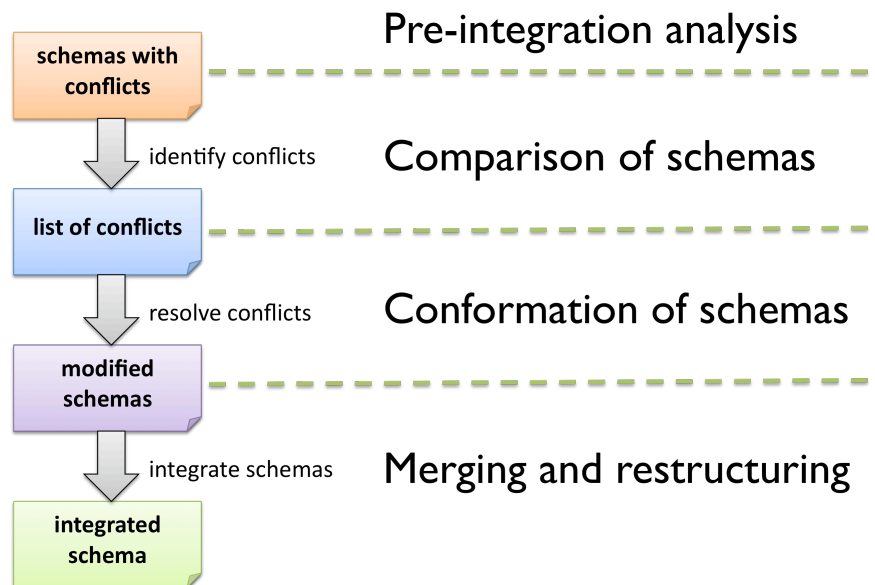 Pre-integration analysis
schemas with
conflicts
identify conflicts
Comparison of schemas
list of conflicts
resolve conflicts
Conformation of schemas
modified
schemas
integrate schemas
Merging and restructuring
integrated
schema